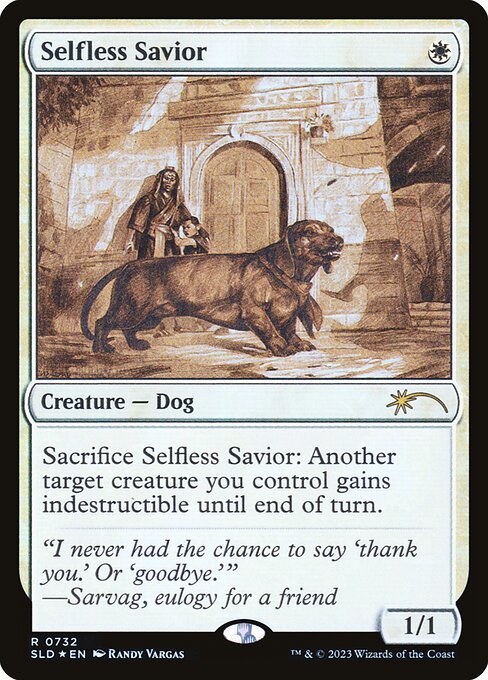 Selfless Savior
Creature — Dog
Sacrifice Selfless Savior: Another
target creature you control gains
indestructible until end of turn.
“I never had the chance to say ‘thank
you.’ Or ‘goodbye.’”
—Sarvag, eulogy for a friend
1/1
R 0732
SLD ★ EN Randy Vargas
™ & © 2023 Wizards of the Coast